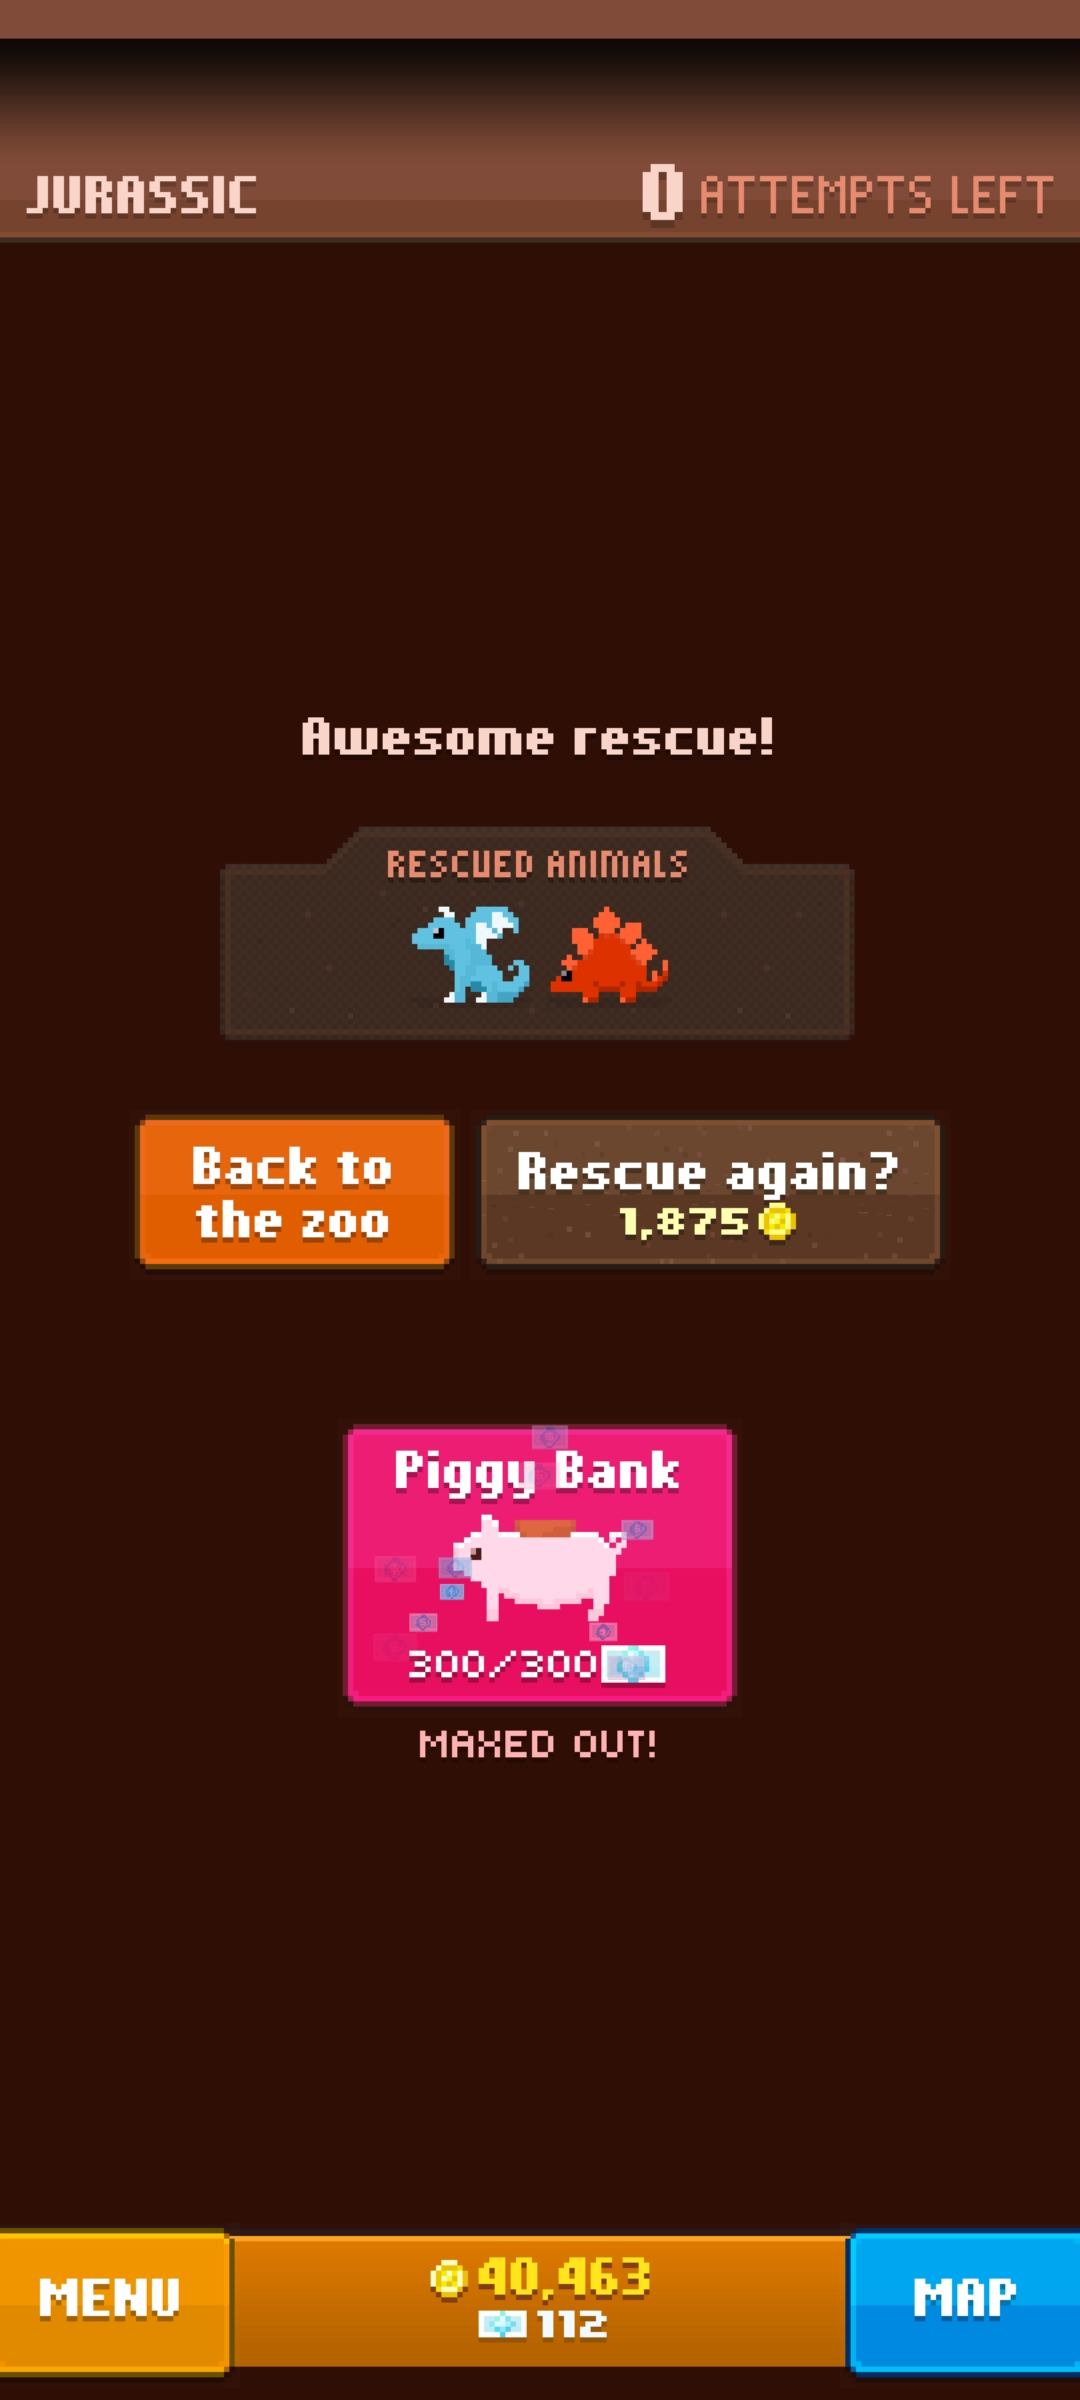 JURASSIC
0 ATTEMPTS LEFT
Awesome rescue!
RESCUED ANIMALS
Back to
the zoo
Rescue again?
1,875
Piggy Bank
300/300
MAXED OUT!
MENU
40,463
112
MAP